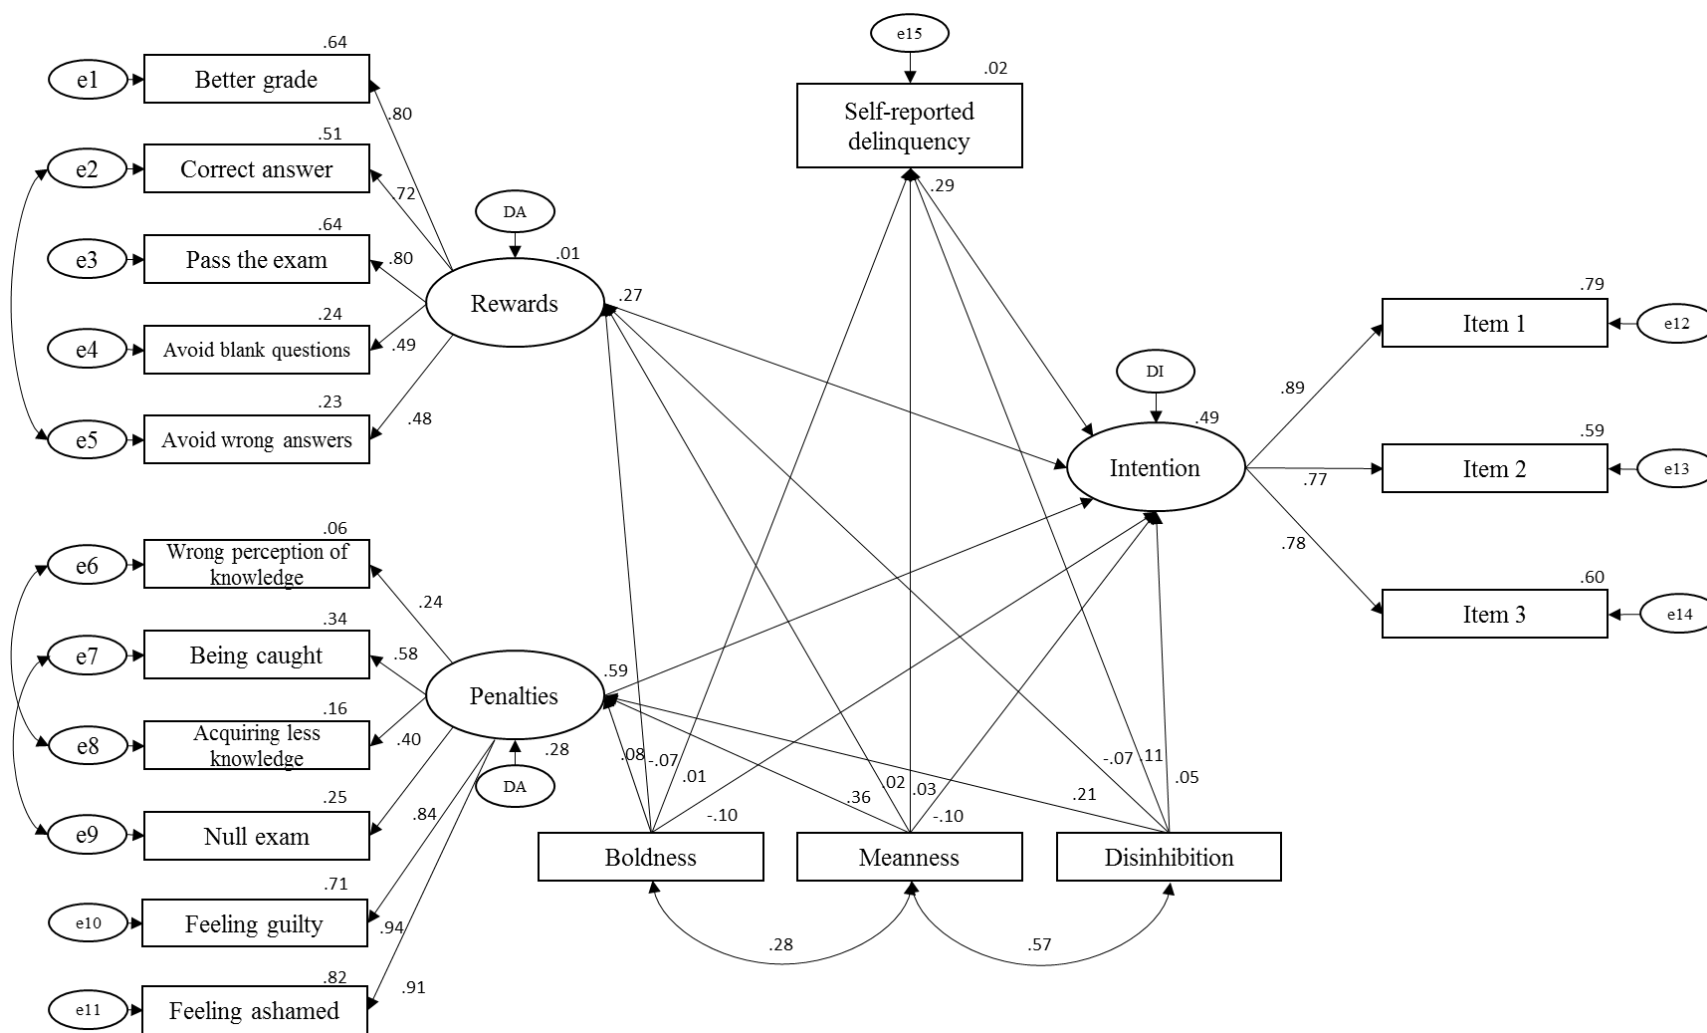 e15
.64
.02
e1
Better grade
Self-reported
delinquency
.80
.51
e2
Correct answer
.72
.29
DA
.64
e3
Pass the exam
.80
.01
Rewards
.27
.79
Item 1
e12
.24
e4
Avoid blank questions
.49
DI
.89
.23
e5
Avoid wrong answers
.48
.49
Intention
.59
Item 2
e13
.77
.06
e6
Wrong perception of
knowledge
.24
.78
.60
Item 3
e14
.34
e7
Being caught
.58
Penalties
.59
.16
e8
Acquiring less
knowledge
.40
.28
DA
.08
-.07
.01
-.10
.02
.03
.36
-.10
-.07
.11
.05
.21
.25
e9
Null exam
.84
Boldness
Meanness
Disinhibition
.71
e10
Feeling guilty
.94
.28
.57
.82
e11
Feeling ashamed
.91